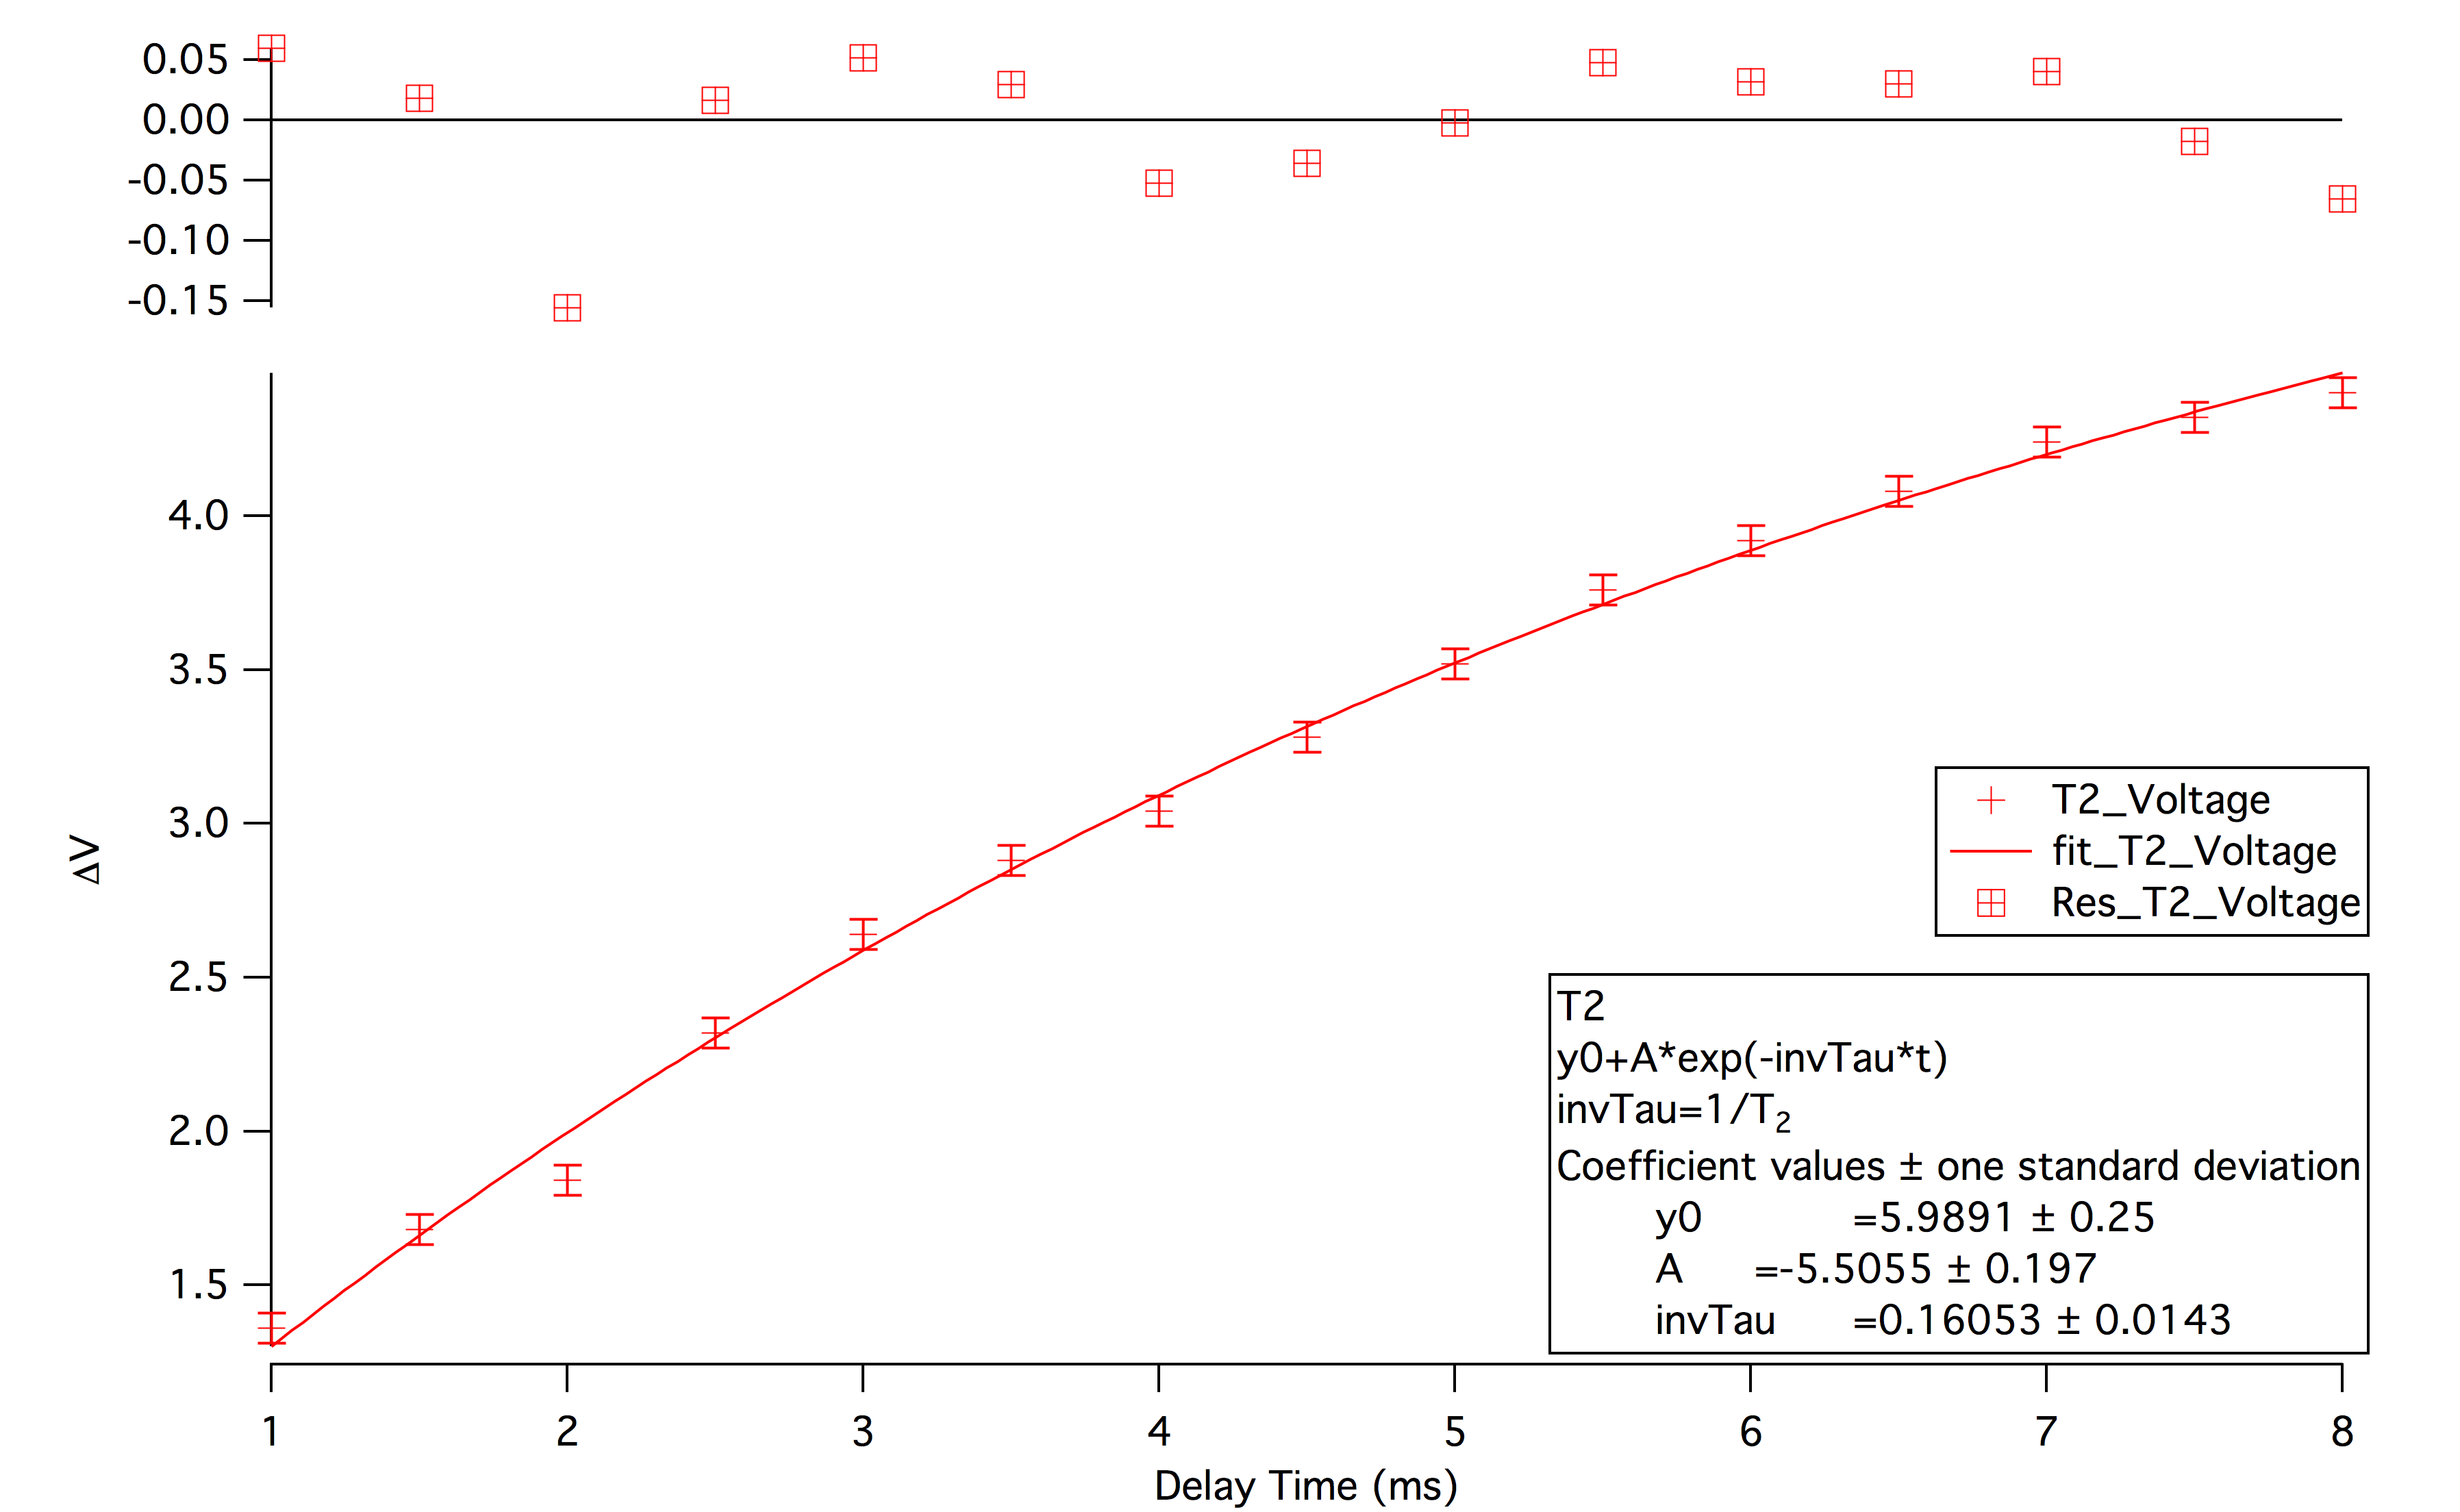 0.05
0.00
-0.05
-0.10
-0.15
4.0
3.5
3.0
2.5
2.0
1.5
ΔV
T2_Voltage
fit_T2_Voltage
Res_T2_Voltage
T2
y0+A*exp(-invTau*t)
invTau=1/T₂
Coefficient values ± one standard deviation
y0 =5.9891 ± 0.25
A =-5.5055 ± 0.197
invTau =0.16053 ± 0.0143
1 2 3 4 5 6 7 8
Delay Time (ms)